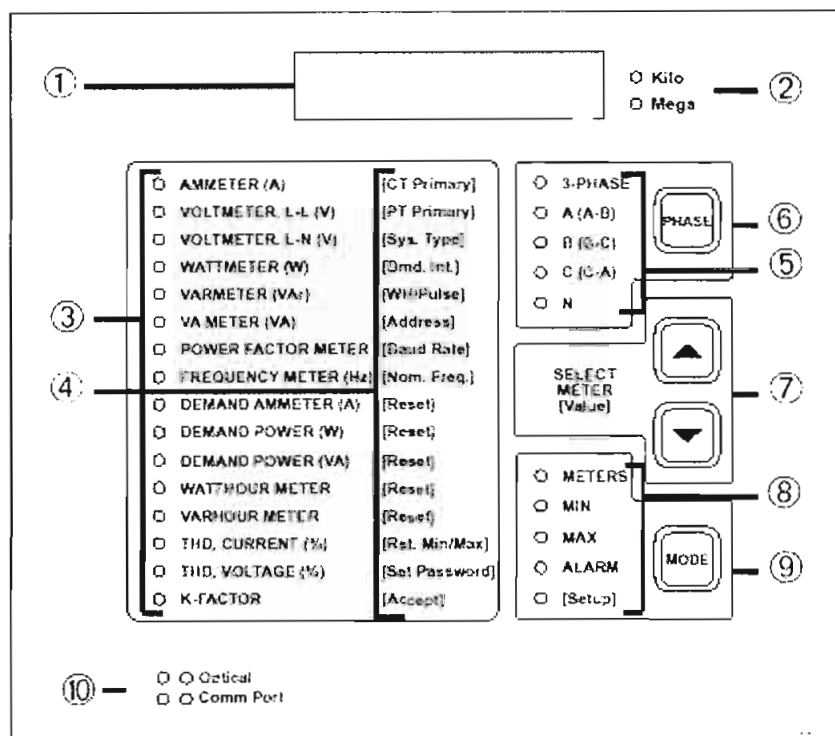 ①
Kilo
Mega
②
AMMETER (A) [CT Primary]
VOLTMETER, L-L (V) [PT Primary]
VOLTMETER, L-N (V) [Sys. Type]
WATTMETER (W) [Dmd. Int.]
VARMETER (VAr) [WH/Pulse]
VA METER (VA) [Address]
POWER FACTOR METER [Baud Rate]
FREQUENCY METER (Hz) [Nom. Freq.]
DEMAND AMMETER (A) [Reset]
DEMAND POWER (W) [Reset]
DEMAND POWER (VA) [Reset]
WATTHOUR METER [Reset]
VARHOUR METER [Reset]
THD, CURRENT (%) [Rst. Min/Max]
THD, VOLTAGE (%) [Set Password]
K-FACTOR [Accept]
③
④
3-PHASE
A (A-B)
B (B-C)
C (C-A)
N
PHASE
⑥
⑤
SELECT
METER
[Value]
⑦
METERS
MIN
MAX
ALARM
[Setup]
⑧
MODE
⑨
⑩
Optical
Comm Port